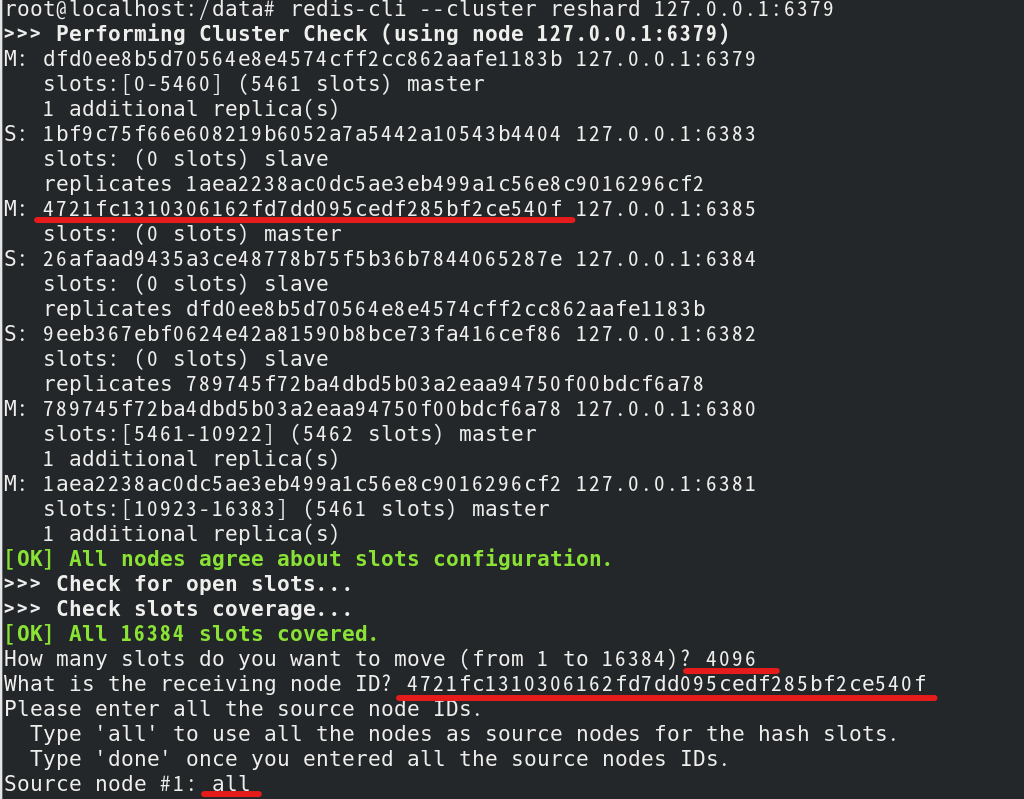 root@localhost:/data# redis-cli --cluster reshard 127.0.0.1:6379
>>> Performing Cluster Check (using node 127.0.0.1:6379)
M: dfd0ee8b5d70564e8e4574cff2cc862aafe1183b 127.0.0.1:6379
   slots:[0-5460] (5461 slots) master
   1 additional replica(s)
S: 1bf9c75f66e608219b6052a7a5442a10543b4404 127.0.0.1:6383
   slots: (0 slots) slave
   replicates 1aea2238ac0dc5ae3eb499a1c56e8c9016296cf2
M: 4721fc1310306162fd7dd095cedf285bf2ce540f 127.0.0.1:6385
   slots: (0 slots) master
S: 26afaad9435a3ce48778b75f5b36b7844065287e 127.0.0.1:6384
   slots: (0 slots) slave
   replicates dfd0ee8b5d70564e8e4574cff2cc862aafe1183b
S: 9eeb367ebf0624e42a81590b8bce73fa416cef86 127.0.0.1:6382
   slots: (0 slots) slave
   replicates 789745f72ba4dbd5b03a2eaa94750f00bdcf6a78
M: 789745f72ba4dbd5b03a2eaa94750f00bdcf6a78 127.0.0.1:6380
   slots:[5461-10922] (5462 slots) master
   1 additional replica(s)
M: 1aea2238ac0dc5ae3eb499a1c56e8c9016296cf2 127.0.0.1:6381
   slots:[10923-16383] (5461 slots) master
   1 additional replica(s)
[OK] All nodes agree about slots configuration.
>>> Check for open slots...
>>> Check slots coverage...
[OK] All 16384 slots covered.
How many slots do you want to move (from 1 to 16384)? 4096
What is the receiving node ID? 4721fc1310306162fd7dd095cedf285bf2ce540f
Please enter all the source node IDs.
  Type 'all' to use all the nodes as source nodes for the hash slots.
  Type 'done' once you entered all the source nodes IDs.
Source node #1: all